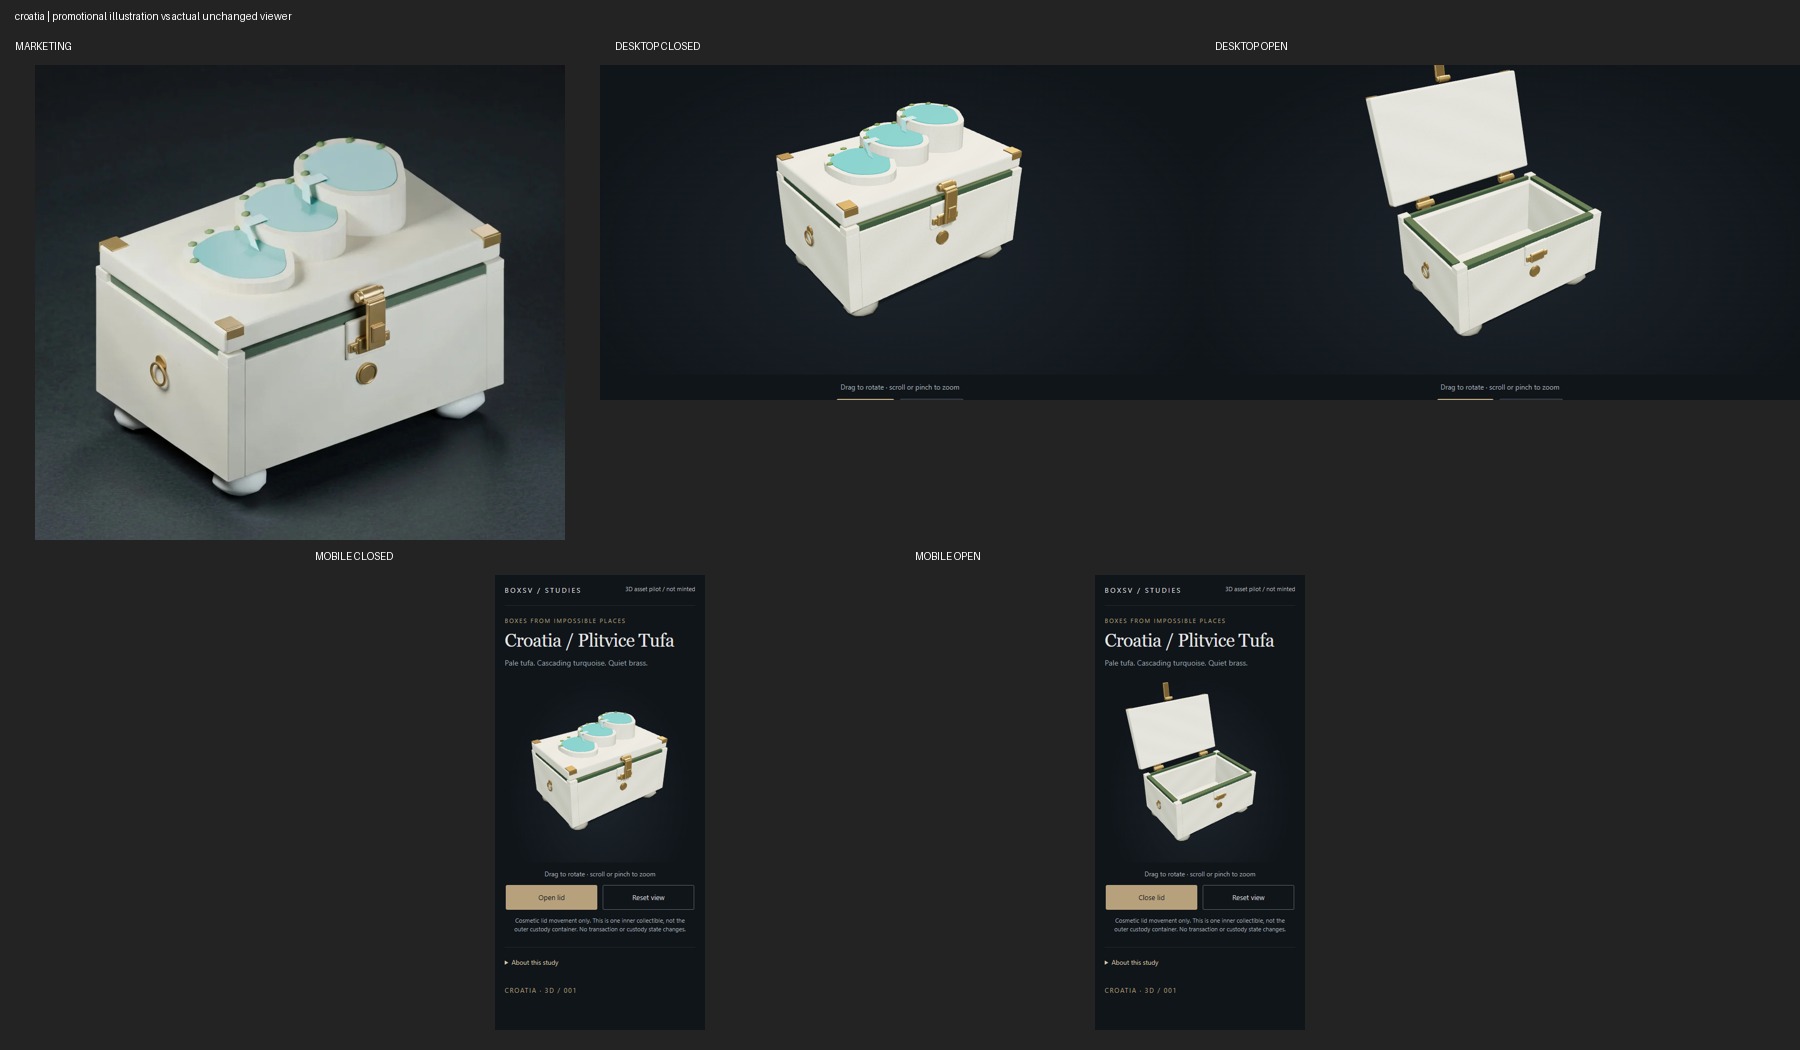 croatia | promotional illustration vs actual unchanged viewer
MARKETING
DESKTOP CLOSED
DESKTOP OPEN
Drag to rotate · scroll or pinch to zoom
Drag to rotate · scroll or pinch to zoom
MOBILE CLOSED
MOBILE OPEN
BOXSV / STUDIES
3D asset pilot / not minted
BOXES FROM IMPOSSIBLE PLACES
Croatia / Plitvice Tufa
Pale tufa. Cascading turquoise. Quiet brass.
Drag to rotate · scroll or pinch to zoom
Open lid
Reset view
Cosmetic lid movement only. This is one inner collectible, not the
outer custody container. No transaction or custody state changes.
▸ About this study
CROATIA · 3D / 001
BOXSV / STUDIES
3D asset pilot / not minted
BOXES FROM IMPOSSIBLE PLACES
Croatia / Plitvice Tufa
Pale tufa. Cascading turquoise. Quiet brass.
Drag to rotate · scroll or pinch to zoom
Close lid
Reset view
Cosmetic lid movement only. This is one inner collectible, not the
outer custody container. No transaction or custody state changes.
▸ About this study
CROATIA · 3D / 001